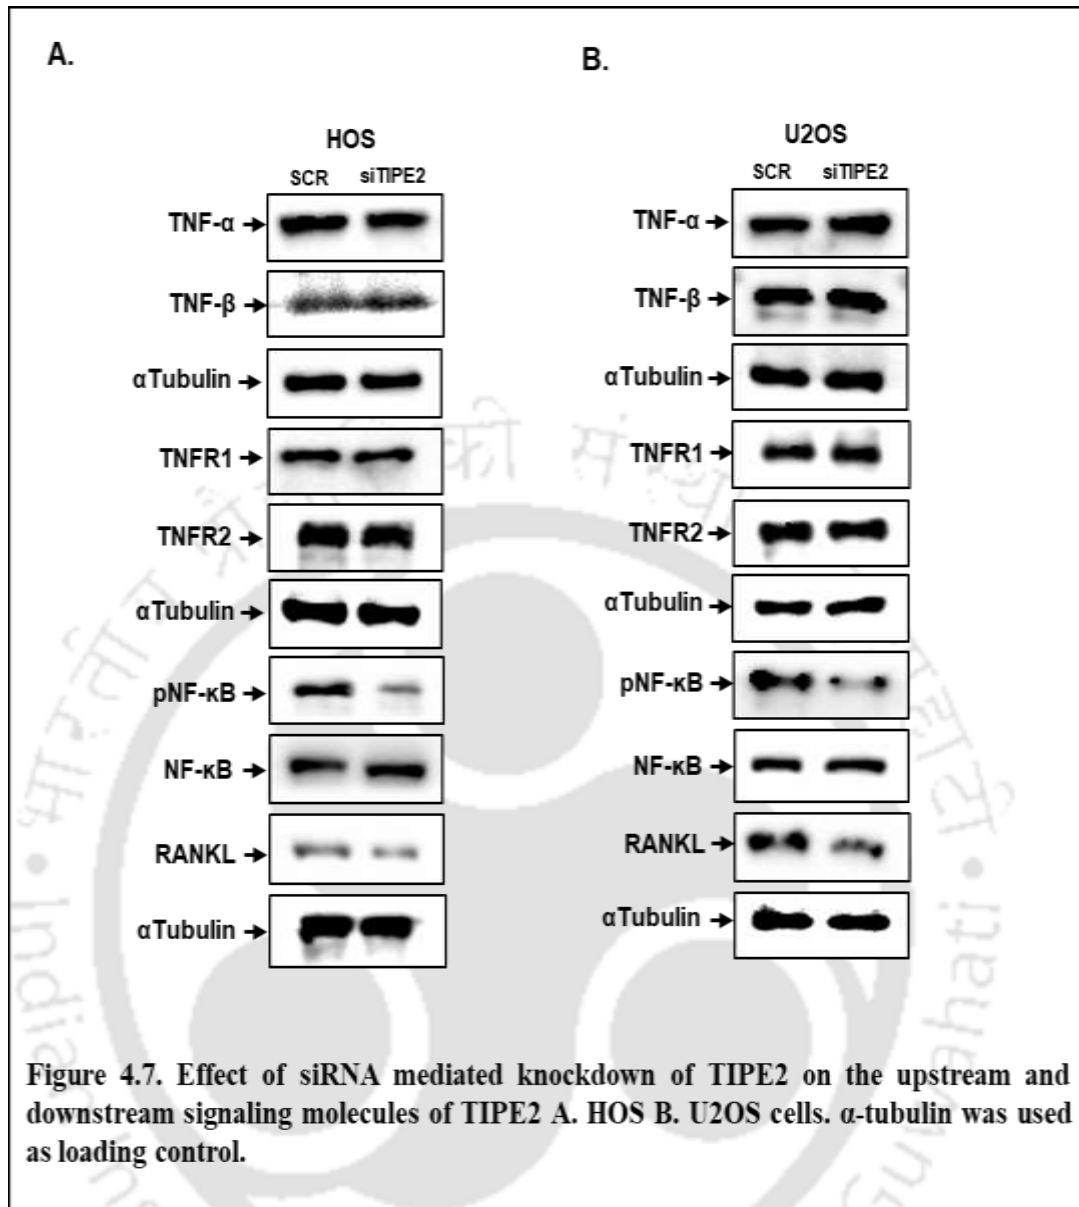 A.
HOS
SCR siTIPE2
TNF-α
TNF-β
αTubulin
TNFR1
TNFR2
αTubulin
pNF-κB
NF-κB
RANKL
αTubulin
B.
U2OS
SCR siTIPE2
TNF-α
TNF-β
αTubulin
TNFR1
TNFR2
αTubulin
pNF-κB
NF-κB
RANKL
αTubulin
Figure 4.7. Effect of siRNA mediated knockdown of TIPE2 on the upstream and
downstream signaling molecules of TIPE2 A. HOS B. U2OS cells. α-tubulin was used
as loading control.
Indian
Guwahati